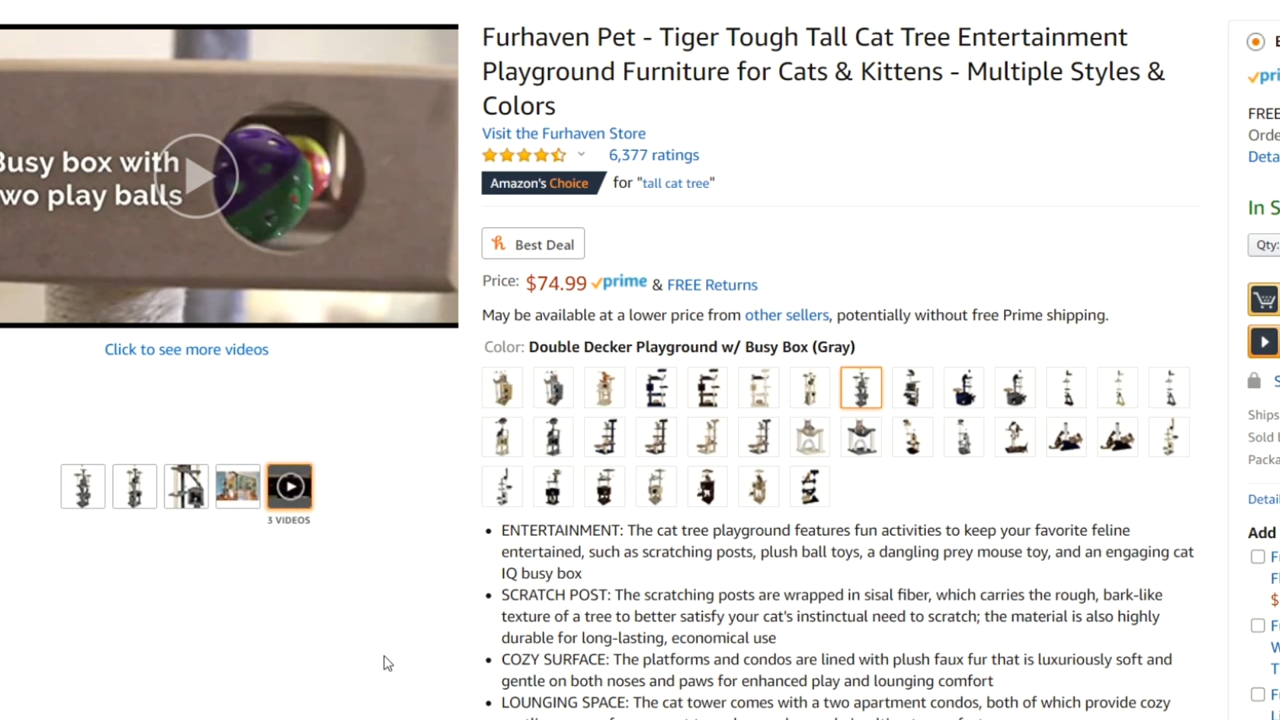 Furhaven Pet - Tiger Tough Tall Cat Tree Entertainment
Playground Furniture for Cats & Kittens - Multiple Styles &
Colors
Visit the Furhaven Store
6,377 ratings
Amazon's Choice for "tall cat tree"
Busy box with
two play balls
Best Deal
Price: $74.99 prime & FREE Returns
May be available at a lower price from other sellers, potentially without free Prime shipping.
Click to see more videos
Color: Double Decker Playground w/ Busy Box (Gray)
3 VIDEOS
• ENTERTAINMENT: The cat tree playground features fun activities to keep your favorite feline
entertained, such as scratching posts, plush ball toys, a dangling prey mouse toy, and an engaging cat
IQ busy box
• SCRATCH POST: The scratching posts are wrapped in sisal fiber, which carries the rough, bark-like
texture of a tree to better satisfy your cat's instinctual need to scratch; the material is also highly
durable for long-lasting, economical use
• COZY SURFACE: The platforms and condos are lined with plush faux fur that is luxuriously soft and
gentle on both noses and paws for enhanced play and lounging comfort
• LOUNGING SPACE: The cat tower comes with a two apartment condos, both of which provide cozy
FREE
In S
Qty:
Ships
Sold
Add